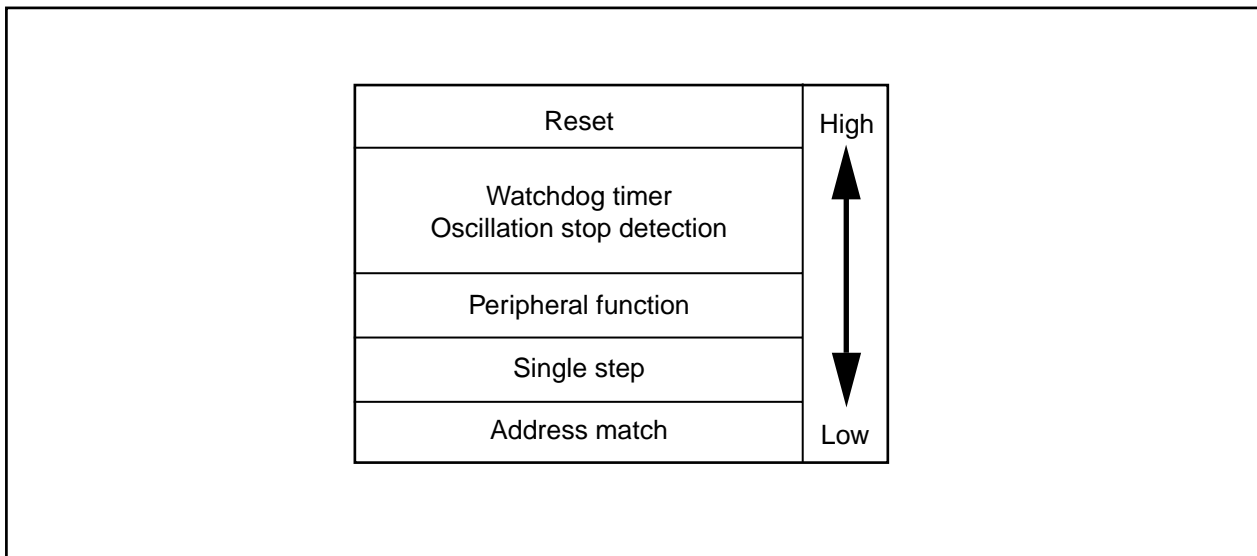 Reset
High
Watchdog timer
Oscillation stop detection
Peripheral function
Single step
Address match
Low